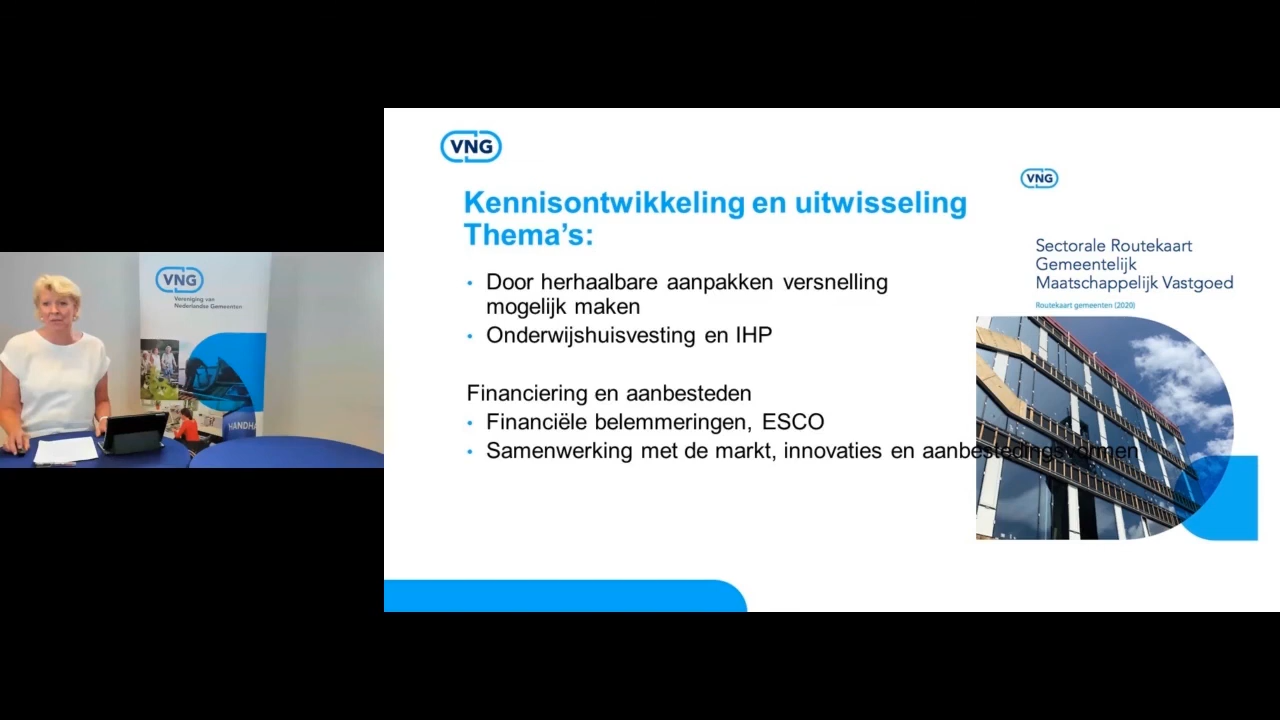 VNG
Kennisontwikkeling en uitwisseling
Thema's:
• Door herhaalbare aanpakken versnelling
mogelijk maken
• Onderwijshuisvesting en IHP
Financiering en aanbesteden
• Financiële belemmeringen, ESCO
• Samenwerking met de markt, innovaties en aanbestedingsvormen
VNG
Sectorale Routekaart
Gemeentelijk
Maatschappelijk Vastgoed
Routekaart gemeenten (2020)
VNG
Vereniging van
Nederlandse Gemeenten